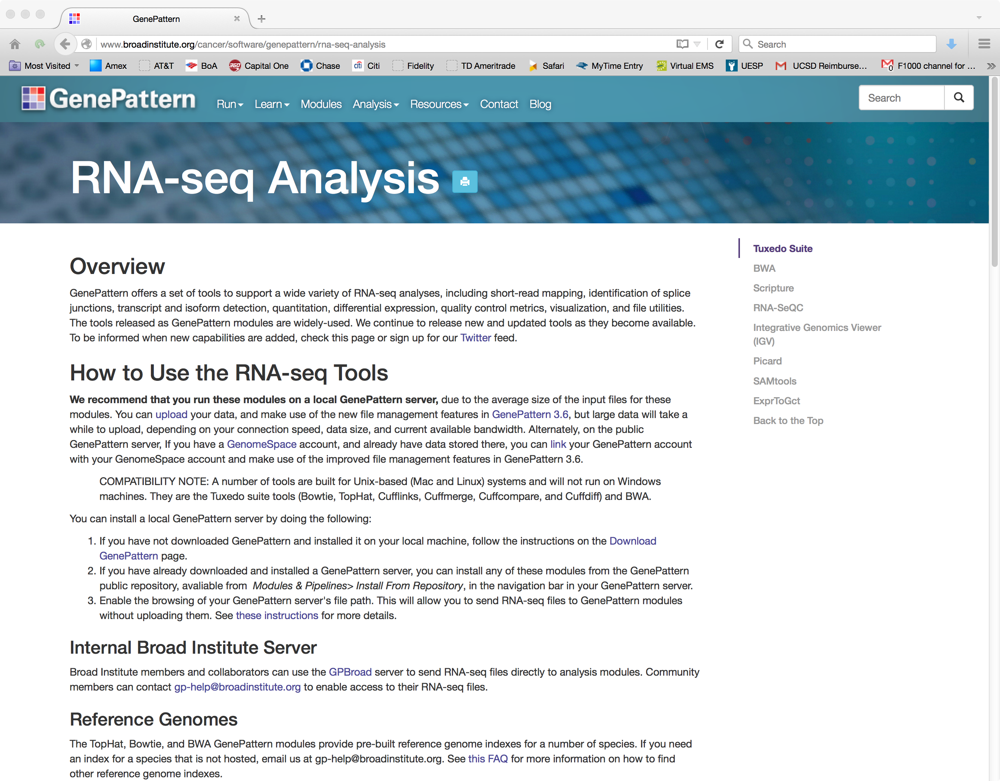 GenePattern
www.broadinstitute.org/cancer/software/genepattern/rna-seq-analysis
Search
Most Visited
Amex
AT&T
BoA
Capital One
Chase
citi Citi
Fidelity
TD Ameritrade
Safari
MyTime Entry
Virtual EMS
UESP
UCSD Reimburse...
0 F1000 channel for ...
GenePattern
Run Learn Modules Analysis Resources Contact Blog
Search
RNA-seq Analysis
Overview
GenePattern offers a set of tools to support a wide variety of RNA-seq analyses, including short-read mapping, identification of splice
junctions, transcript and isoform detection, quantitation, differential expression, quality control metrics, visualization, and file utilities.
The tools released as GenePattern modules are widely-used. We continue to release new and updated tools as they become available.
To be informed when new capabilities are added, check this page or sign up for our Twitter feed.
How to Use the RNA-seq Tools
We recommend that you run these modules on a local GenePattern server, due to the average size of the input files for these
modules. You can upload your data, and make use of the new file management features in GenePattern 3.6, but large data will take a
while to upload, depending on your connection speed, data size, and current available bandwidth. Alternately, on the public
GenePattern server, If you have a GenomeSpace account, and already have data stored there, you can link your GenePattern account
with your GenomeSpace account and make use of the improved file management features in GenePattern 3.6.
COMPATIBILITY NOTE: A number of tools are built for Unix-based (Mac and Linux) systems and will not run on Windows
machines. They are the Tuxedo suite tools (Bowtie, TopHat, Cufflinks, Cuffmerge, Cuffcompare, and Cuffdiff) and BWA.
You can install a local GenePattern server by doing the following:
1. If you have not downloaded GenePattern and installed it on your local machine, follow the instructions on the Download
GenePattern page.
2. If you have already downloaded and installed a GenePattern server, you can install any of these modules from the GenePattern
public repository, avaliable from Modules & Pipelines> Install From Repository, in the navigation bar in your GenePattern server.
3. Enable the browsing of your GenePattern server's file path. This will allow you to send RNA-seq files to GenePattern modules
without uploading them. See these instructions for more details.
Internal Broad Institute Server
Broad Institute members and collaborators can use the GPBroad server to send RNA-seq files directly to analysis modules. Community
members can contact gp-help@broadinstitute.org to enable access to their RNA-seq files.
Reference Genomes
The TopHat, Bowtie, and BWA GenePattern modules provide pre-built reference genome indexes for a number of species. If you need
an index for a species that is not hosted, email us at gp-help@broadinstitute.org. See this FAQ for more information on how to find
other reference genome indexes.
Tuxedo Suite
BWA
Scripture
RNA-SeQC
Integrative Genomics Viewer
(IGV)
Picard
SAMtools
ExprToGct
Back to the Top